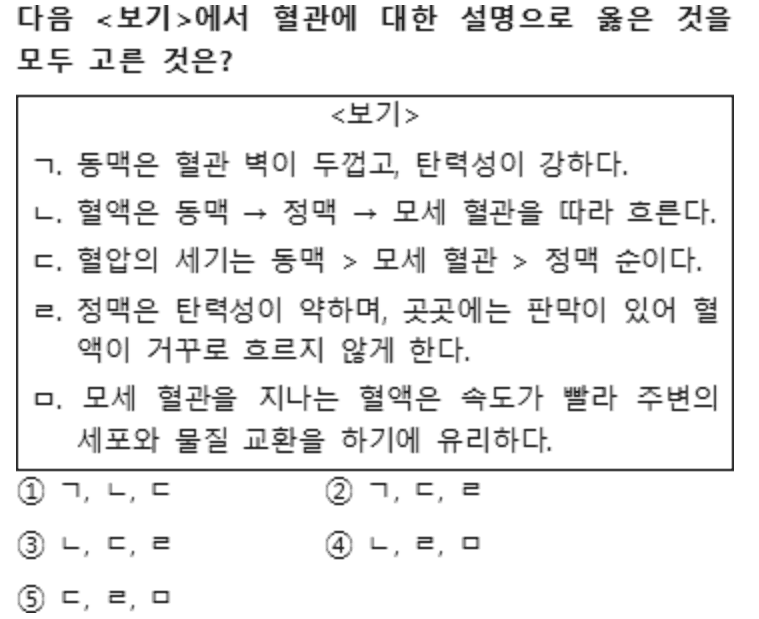 다음 <보기>에서 혈관에 대한 설명으로 옳은 것을
모두 고른 것은?
<보기>
ㄱ. 동맥은 혈관 벽이 두껍고, 탄력성이 강하다.
ㄴ. 혈액은 동맥 → 정맥 → 모세 혈관을 따라 흐른다.
ㄷ. 혈압의 세기는 동맥 > 모세 혈관 > 정맥 순이다.
ㄹ. 정맥은 탄력성이 약하며, 곳곳에는 판막이 있어 혈
액이 거꾸로 흐르지 않게 한다.
ㅁ. 모세 혈관을 지나는 혈액은 속도가 빨라 주변의
세포와 물질 교환을 하기에 유리하다.
① ㄱ, ㄴ, ㄷ ② ㄱ, ㄷ, ㄹ
③ ㄴ, ㄷ, ㄹ ④ ㄴ, ㄹ, ㅁ
⑤ ㄷ, ㄹ, ㅁ